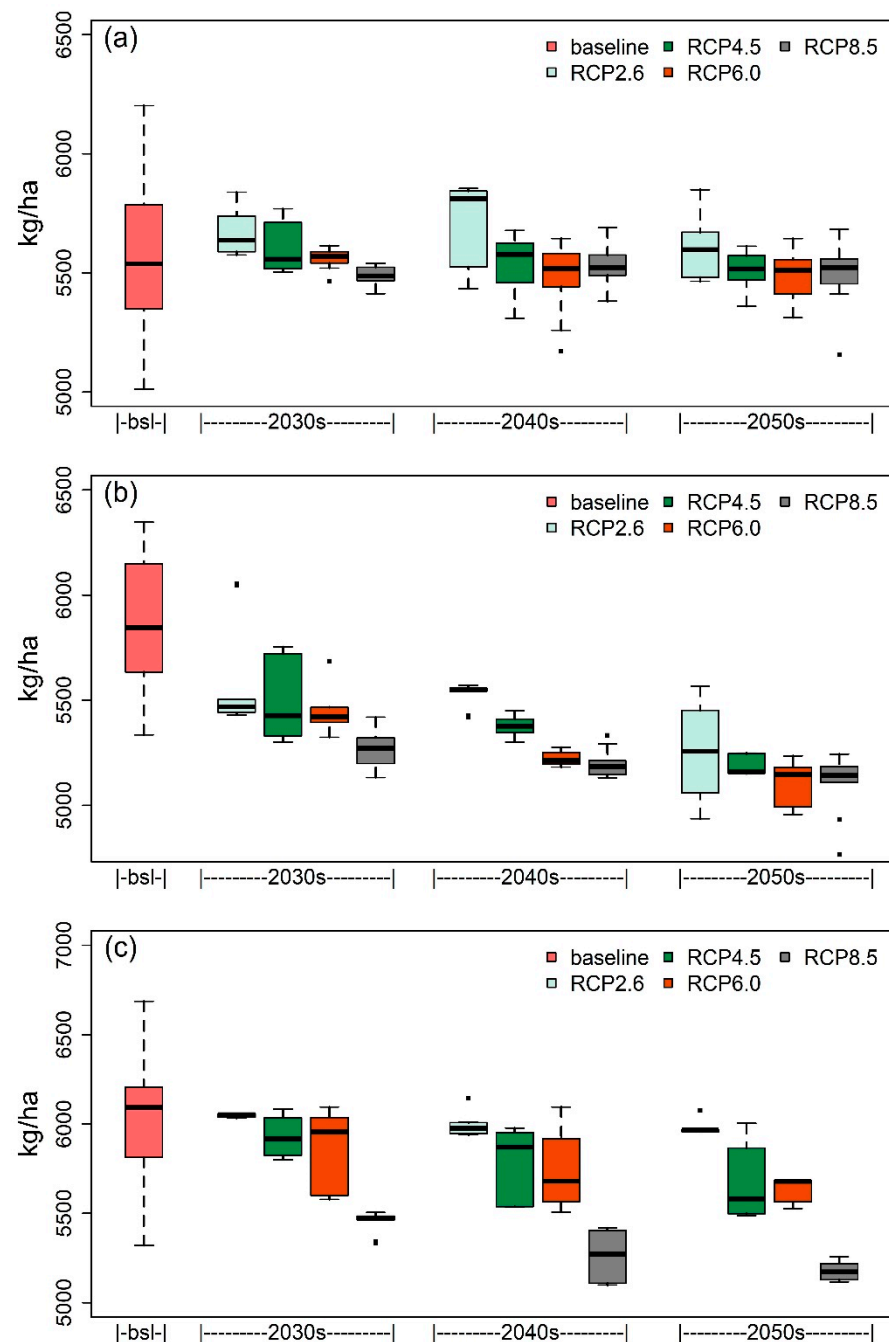 (a)
baseline RCP4.5 RCP8.5
RCP2.6 RCP6.0
kg/ha
6500
6000
5500
5000
|-bsl-| |----------2030s----------| |----------2040s----------| |----------2050s----------|
(b)
baseline RCP4.5 RCP8.5
RCP2.6 RCP6.0
kg/ha
6500
6000
5500
5000
|-bsl-| |----------2030s----------| |----------2040s----------| |----------2050s----------|
(c)
baseline RCP4.5 RCP8.5
RCP2.6 RCP6.0
kg/ha
7000
6500
6000
5500
5000
|-bsl-| |----------2030s----------| |----------2040s----------| |----------2050s----------|